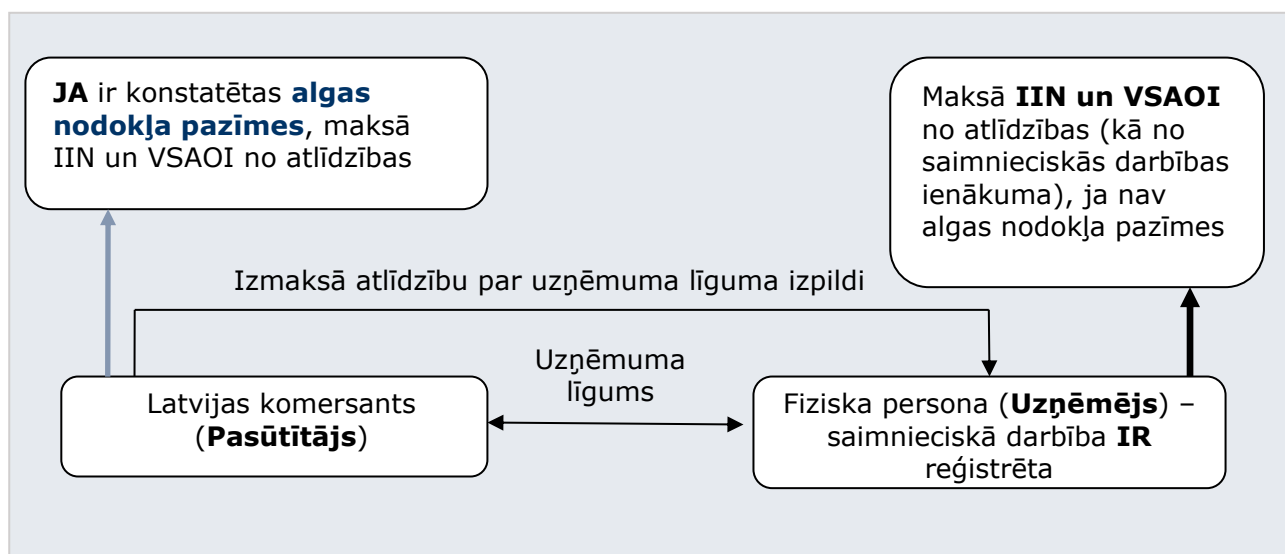 JA ir konstatētas algas
nodokļa pazīmes, maksā
IIN un VSAOI no atlīdzības
Maksā IIN un VSAOI
no atlīdzības (kā no
saimnieciskās darbības
ienākuma), ja nav
algas nodokļa pazīmes
Izmaksā atlīdzību par uzņēmuma līguma izpildi
Uzņēmuma
līgums
Latvijas komersants
(Pasūtītājs)
Fiziska persona (Uzņēmējs) –
saimnieciskā darbība IR
reģistrēta